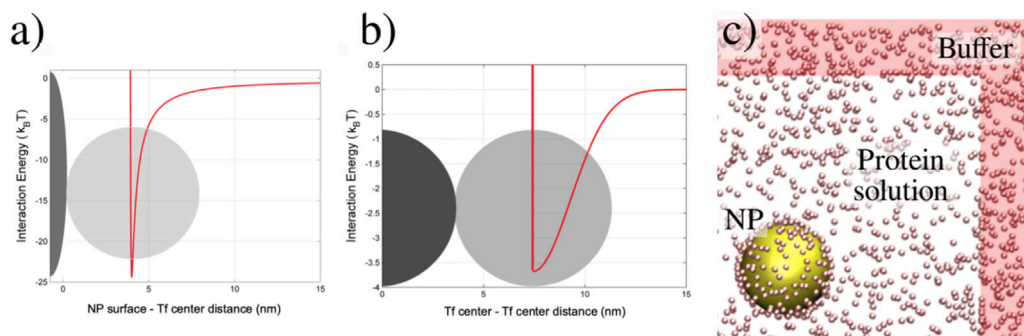 a)
Interaction Energy (k_BT)
0
-5
-10
-15
-20
-25
0
5
10
15
NP surface - Tf center distance (nm)
b)
Interaction Energy (k_BT)
0.5
0
-0.5
-1
-1.5
-2
-2.5
-3
-3.5
-4
0
5
10
15
Tf center - Tf center distance (nm)
c)
Buffer
Protein
solution
NP